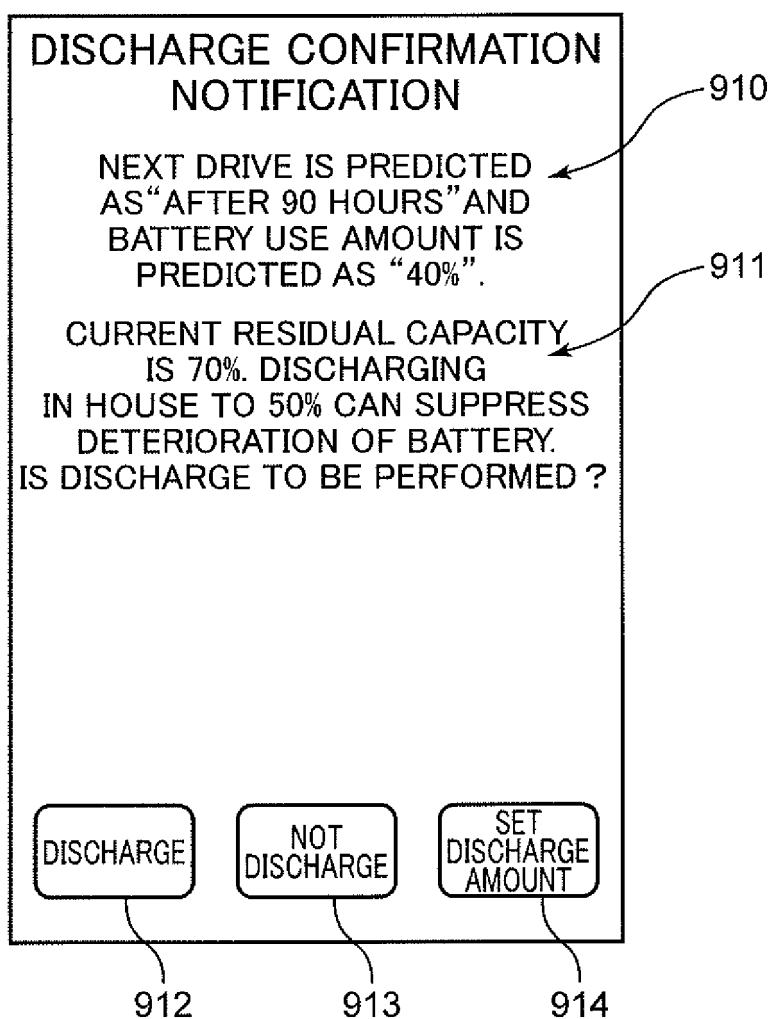 DISCHARGE CONFIRMATION
NOTIFICATION
910
NEXT DRIVE IS PREDICTED
AS“AFTER 90 HOURS”AND
BATTERY USE AMOUNT IS
PREDICTED AS “40%”.
911
CURRENT RESIDUAL CAPACITY
IS 70%. DISCHARGING
IN HOUSE TO 50% CAN SUPPRESS
DETERIORATION OF BATTERY.
IS DISCHARGE TO BE PERFORMED ?
DISCHARGE
NOT
DISCHARGE
SET
DISCHARGE
AMOUNT
912
913
914